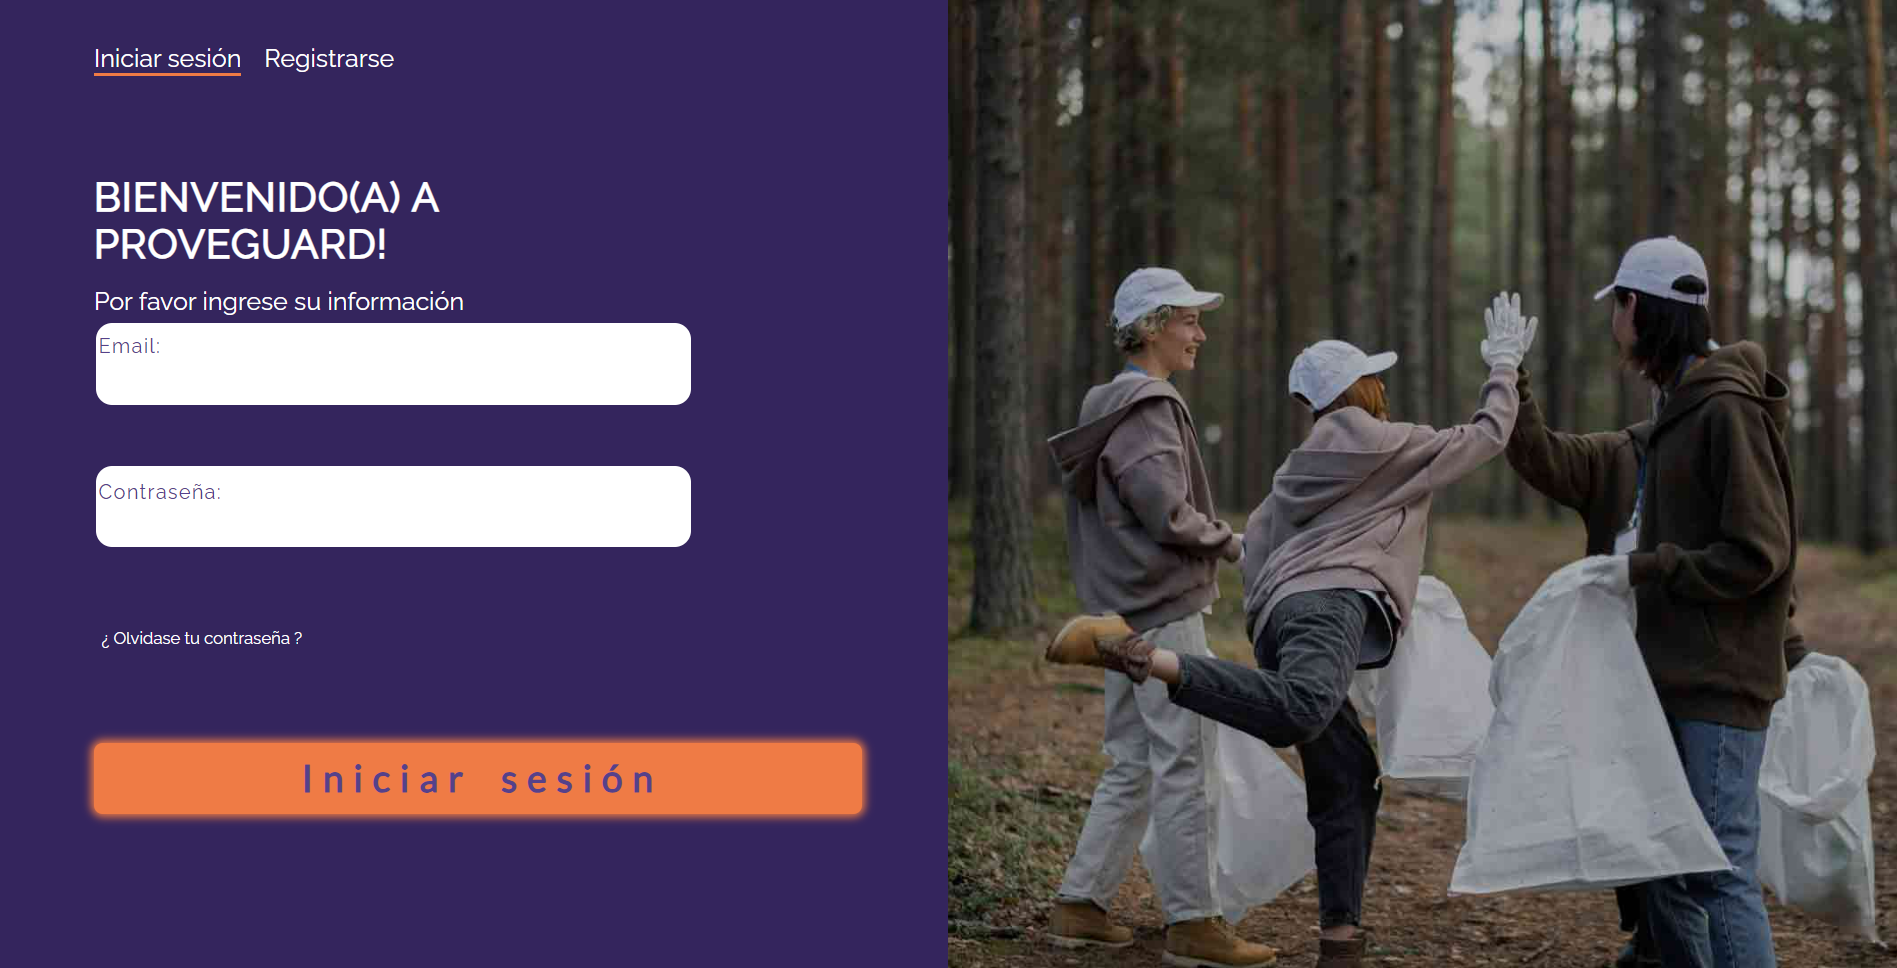 Iniciar sesión Registrarse
BIENVENIDO(A) A
PROVEGUARD!
Por favor ingrese su información
Email:
Contraseña:
¿ Olvidase tu contraseña ?
Iniciar sesión